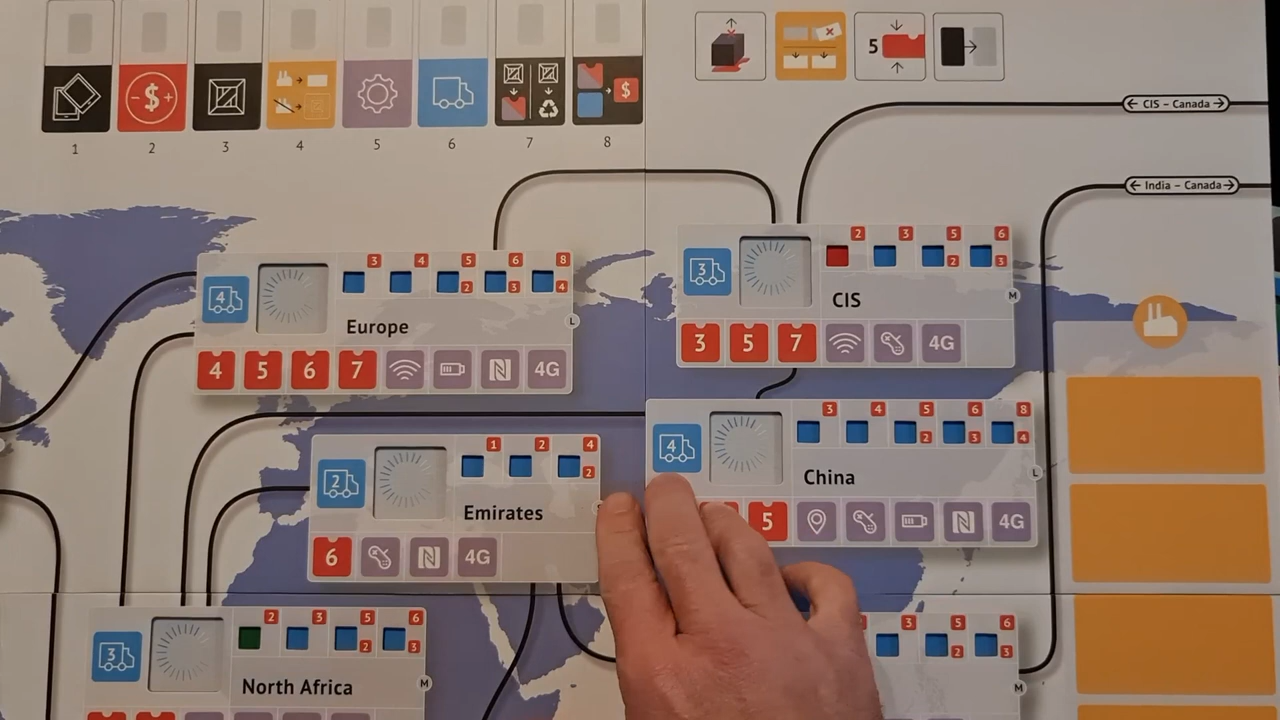 - $ +
$
1 2 3 4 5 6 7 8
5
← CIS – Canada →
← India – Canada →
4 3 4 5 2 6 3 8 4
Europe L
4 5 6 7 4G
3 2 3 5 2 6 3
CIS M
3 5 7 4G
4 3 4 5 2 6 3 8 4
China L
5 4G
2 1 2 4 2
Emirates
6 4G
3 2 3 5 2 6 3
North Africa M
3 5 2 6 3
M